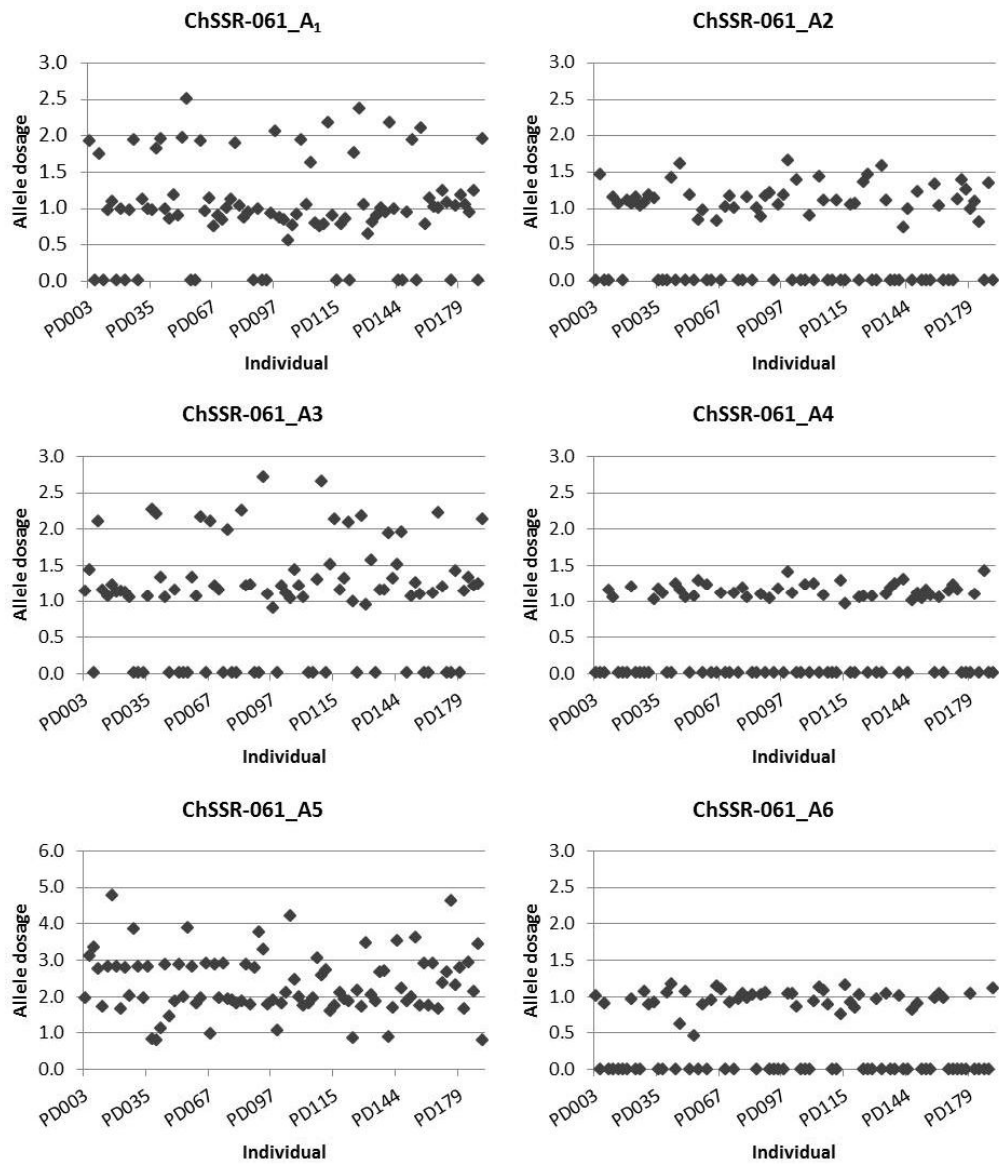 ChSSR-061_A₁
3.0
2.5
2.0
1.5
1.0
0.5
0.0
Allele dosage
PD003 PD035 PD067 PD097 PD115 PD144 PD179
Individual
ChSSR-061_A2
3.0
2.5
2.0
1.5
1.0
0.5
0.0
Allele dosage
PD003 PD035 PD067 PD097 PD115 PD144 PD179
Individual
ChSSR-061_A3
3.0
2.5
2.0
1.5
1.0
0.5
0.0
Allele dosage
PD003 PD035 PD067 PD097 PD115 PD144 PD179
Individual
ChSSR-061_A4
3.0
2.5
2.0
1.5
1.0
0.5
0.0
Allele dosage
PD003 PD035 PD067 PD097 PD115 PD144 PD179
Individual
ChSSR-061_A5
6.0
5.0
4.0
3.0
2.0
1.0
0.0
Allele dosage
PD003 PD035 PD067 PD097 PD115 PD144 PD179
Individual
ChSSR-061_A6
3.0
2.5
2.0
1.5
1.0
0.5
0.0
Allele dosage
PD003 PD035 PD067 PD097 PD115 PD144 PD179
Individual